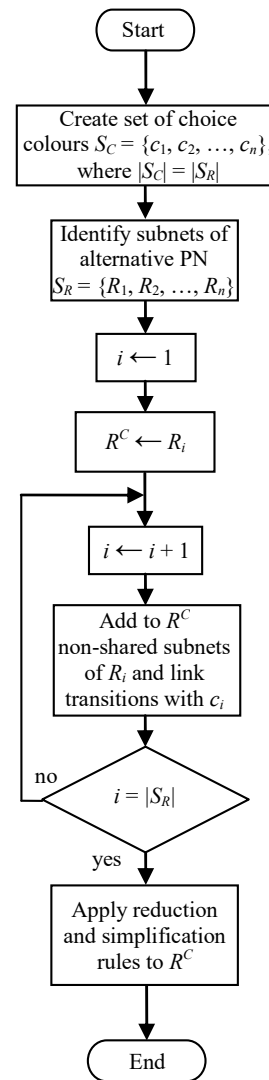 Start
Create set of choice
colours S_C = {c_1, c_2, …, c_n},
where |S_C| = |S_R|
Identify subnets of
alternative PN
S_R = {R_1, R_2, …, R_n}
i ← 1
R^C ← R_i
i ← i + 1
Add to R^C
non-shared subnets
of R_i and link
transitions with c_i
no
i = |S_R|
yes
Apply reduction
and simplification
rules to R^C
End